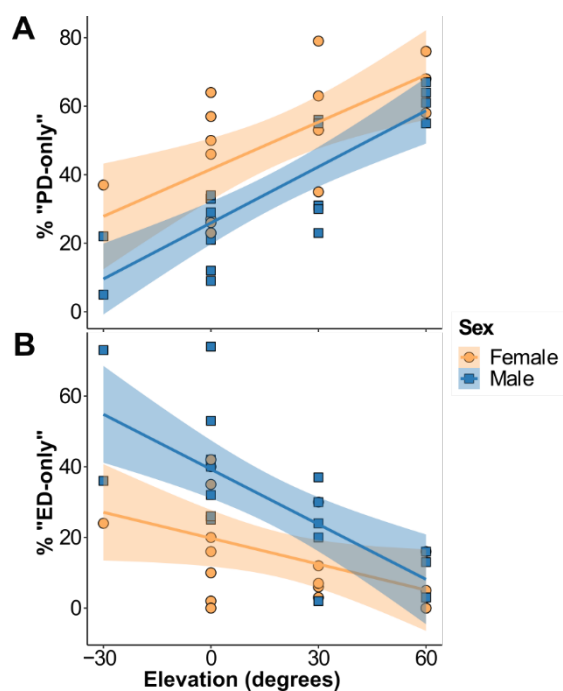 A
80
60
40
20
0
% "PD-only"
B
60
40
20
0
% "ED-only"
Sex
Female
Male
−30 0 30 60
Elevation (degrees)